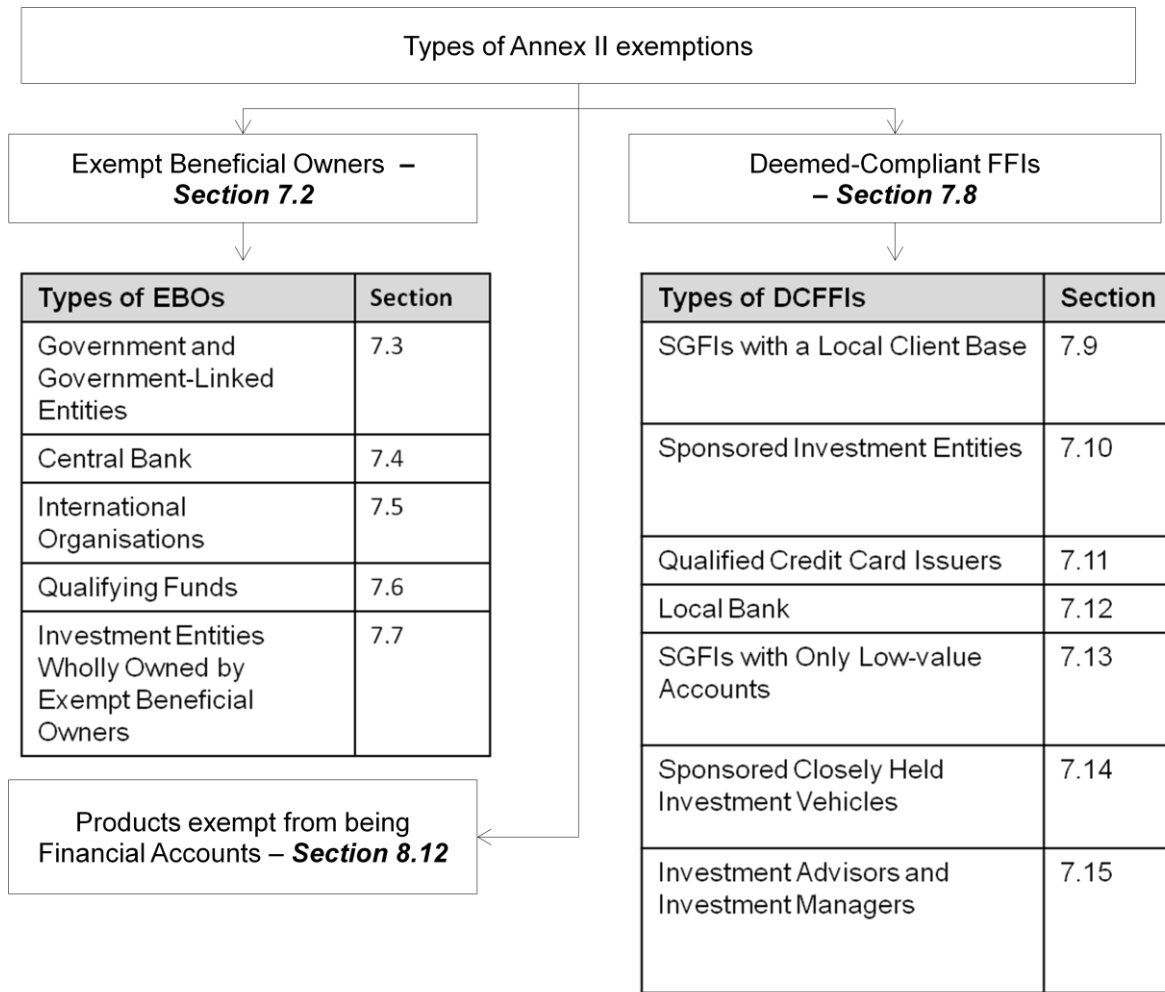 Types of Annex II exemptions
Exempt Beneficial Owners –
Section 7.2
Types of EBOs Section
Government and 7.3
Government-Linked
Entities
Central Bank 7.4
International 7.5
Organisations
Qualifying Funds 7.6
Investment Entities 7.7
Wholly Owned by
Exempt Beneficial
Owners
Products exempt from being
Financial Accounts – Section 8.12
Deemed-Compliant FFIs
– Section 7.8
Types of DCFFIs Section
SGFIs with a Local Client Base 7.9
Sponsored Investment Entities 7.10
Qualified Credit Card Issuers 7.11
Local Bank 7.12
SGFIs with Only Low-value 7.13
Accounts
Sponsored Closely Held 7.14
Investment Vehicles
Investment Advisors and 7.15
Investment Managers